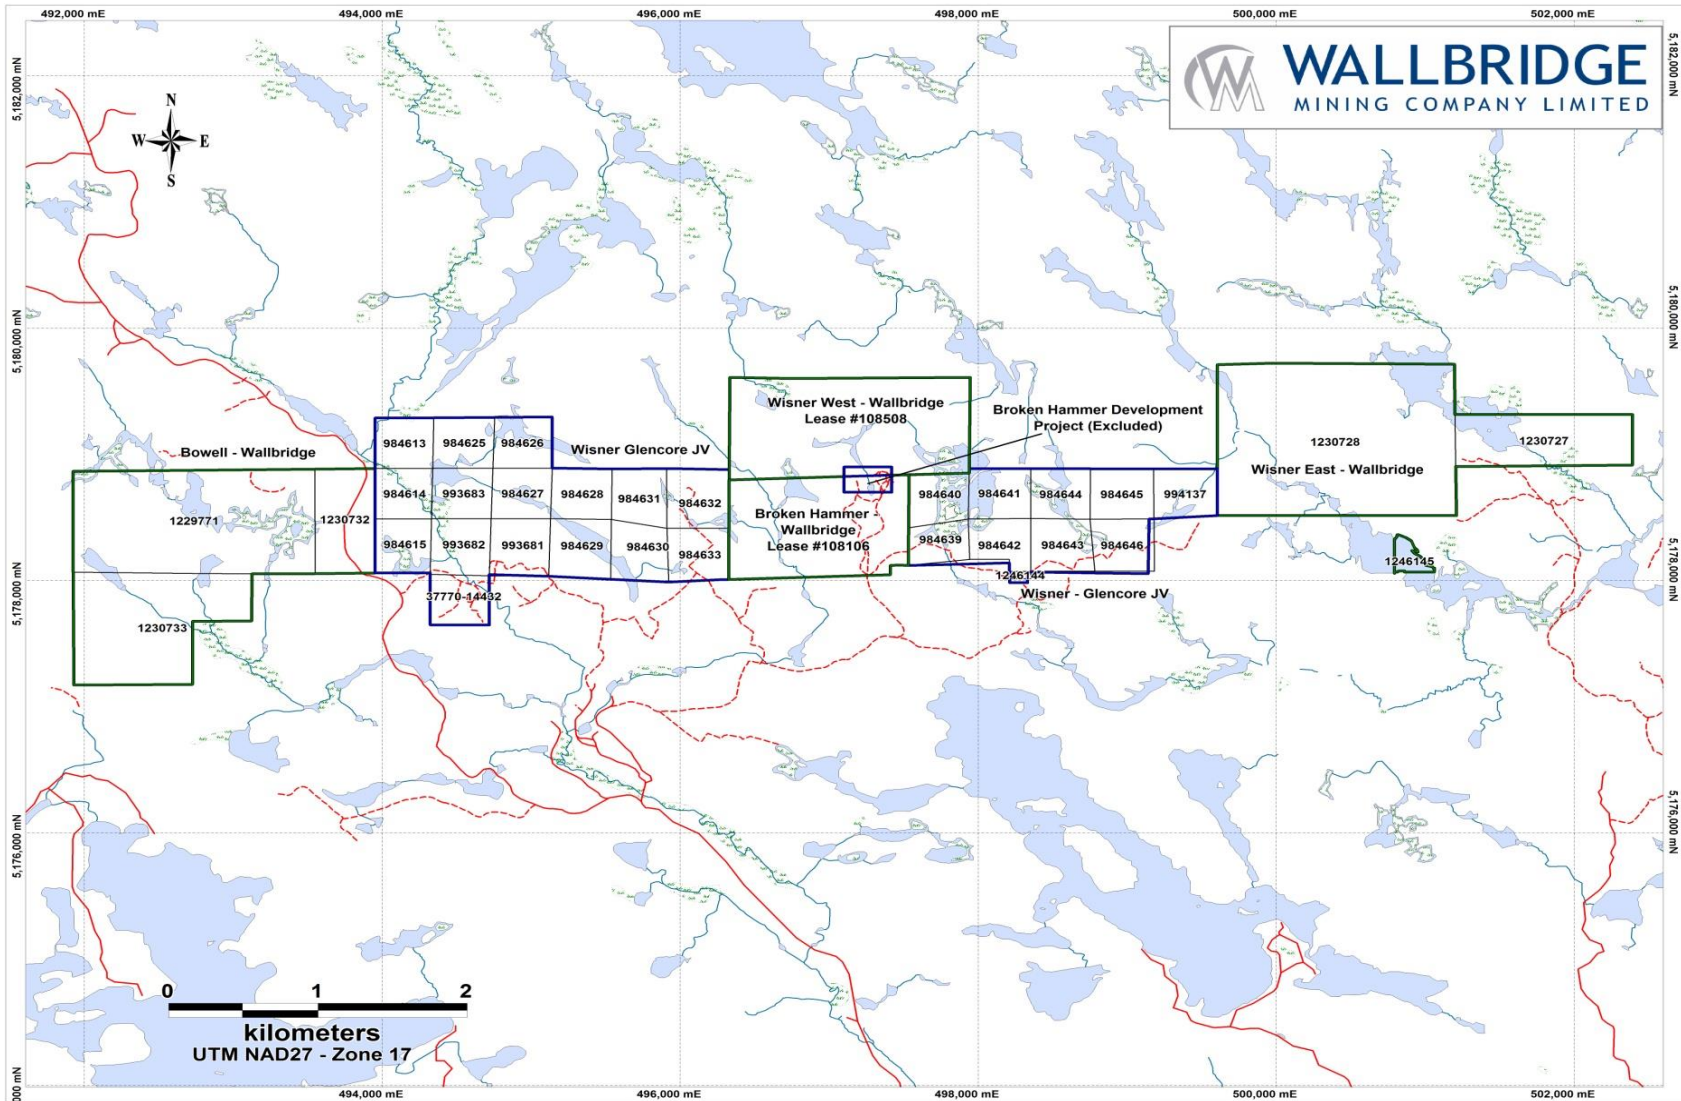 492,000 mE
494,000 mE
496,000 mE
498,000 mE
500,000 mE
502,000 mE
5,182,000 mN
5,182,000 mN
WALLBRIDGE
MINING COMPANY LIMITED
W
N
W
E
S
5,180,000 mN
5,180,000 mN
Wisner West - Wallbridge
Lease #108508
Broken Hammer Development
Project (Excluded)
984613
984625
984626
Wisner Glencore JV
1230728
1230727
Bowell - Wallbridge
Wisner East - Wallbridge
984614
993683
984627
984628
984631
984632
984640
984641
984644
984645
994137
1229771
1230732
Broken Hammer -
Wallbridge
Lease #108106
984615
993682
993681
984629
984630
984633
984639
984642
984643
984646
1246145
1246144
5,178,000 mN
5,178,000 mN
37770-14432
Wisner - Glencore JV
1230733
5,176,000 mN
5,176,000 mN
0
1
2
kilometers
UTM NAD27 - Zone 17
000 mN
494,000 mE
496,000 mE
498,000 mE
500,000 mE
502,000 mE